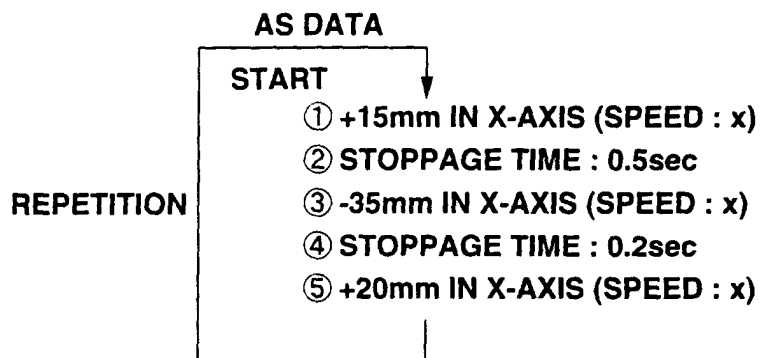 AS DATA
START
① +15mm IN X-AXIS (SPEED : x)
② STOPPAGE TIME : 0.5sec
REPETITION
③ -35mm IN X-AXIS (SPEED : x)
④ STOPPAGE TIME : 0.2sec
⑤ +20mm IN X-AXIS (SPEED : x)